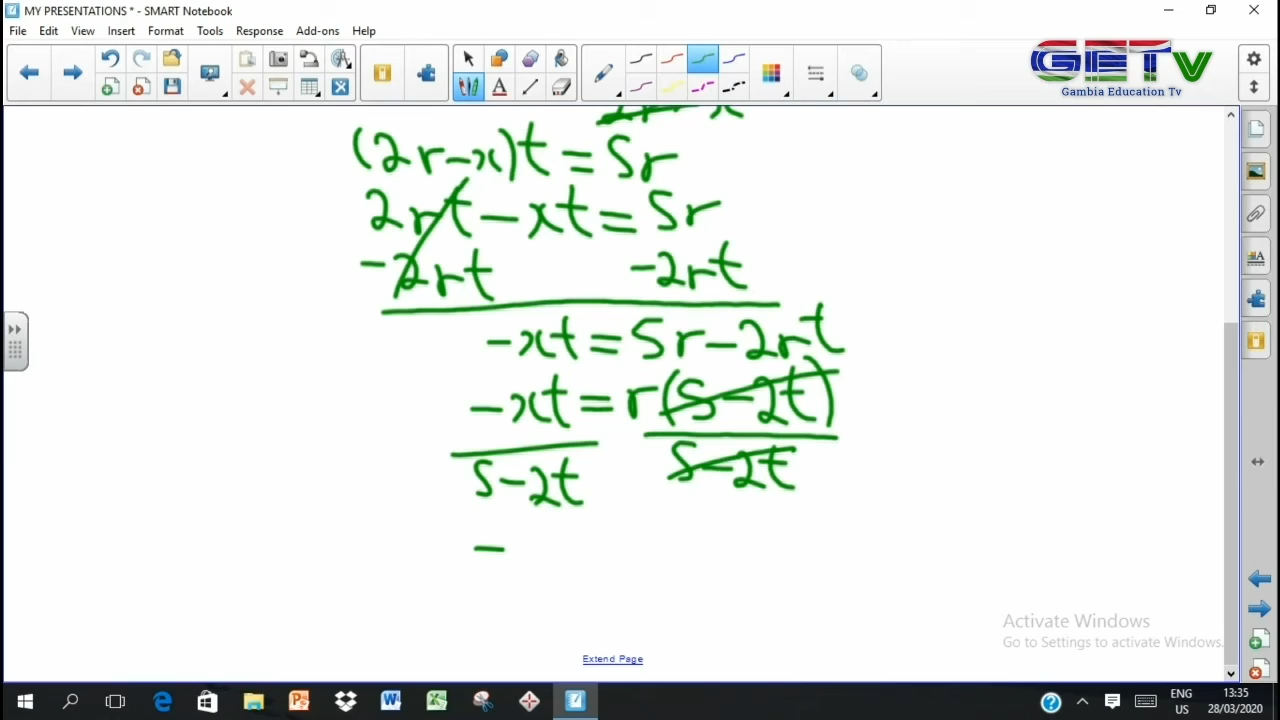 MY PRESENTATIONS * - SMART Notebook
File Edit View Insert Format Tools Response Add-ons Help
GETv
Gambia Education Tv
(2r-x)t=5r
2rt-xt=5r
-2rt -2rt
-xt=5r-2rt
-xt=r(5-2t)
5-2t 5-2t
-
Activate Windows
Go to Settings to activate Windows.
Extend Page
ENG 13:35
US 28/03/2020